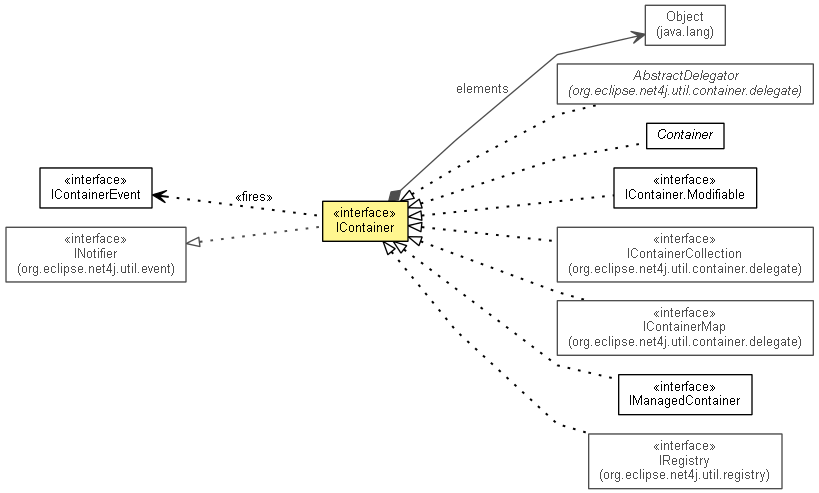 Object
(java.lang)
elements
AbstractDelegator
(org.eclipse.net4j.util.container.delegate)
Container
«interface»
IContainerEvent
«fires»
«interface»
IContainer.Modifiable
«interface»
IContainer
«interface»
INotifier
(org.eclipse.net4j.util.event)
«interface»
IContainerCollection
(org.eclipse.net4j.util.container.delegate)
«interface»
IContainerMap
(org.eclipse.net4j.util.container.delegate)
«interface»
IManagedContainer
«interface»
IRegistry
(org.eclipse.net4j.util.registry)